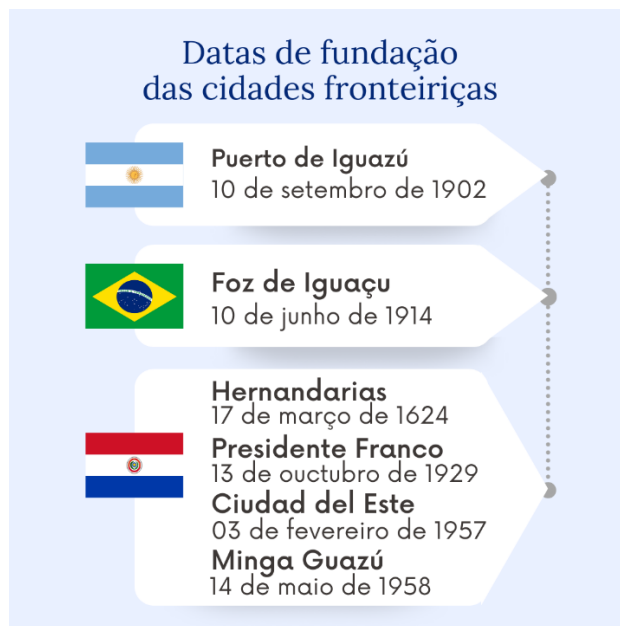 Datas de fundação
das cidades fronteiriças
Puerto de Iguazú
10 de setembro de 1902
Foz de Iguaçu
10 de junho de 1914
Hernandarias
17 de março de 1624
Presidente Franco
13 de ouctubro de 1929
Ciudad del Este
03 de fevereiro de 1957
Minga Guazú
14 de maio de 1958